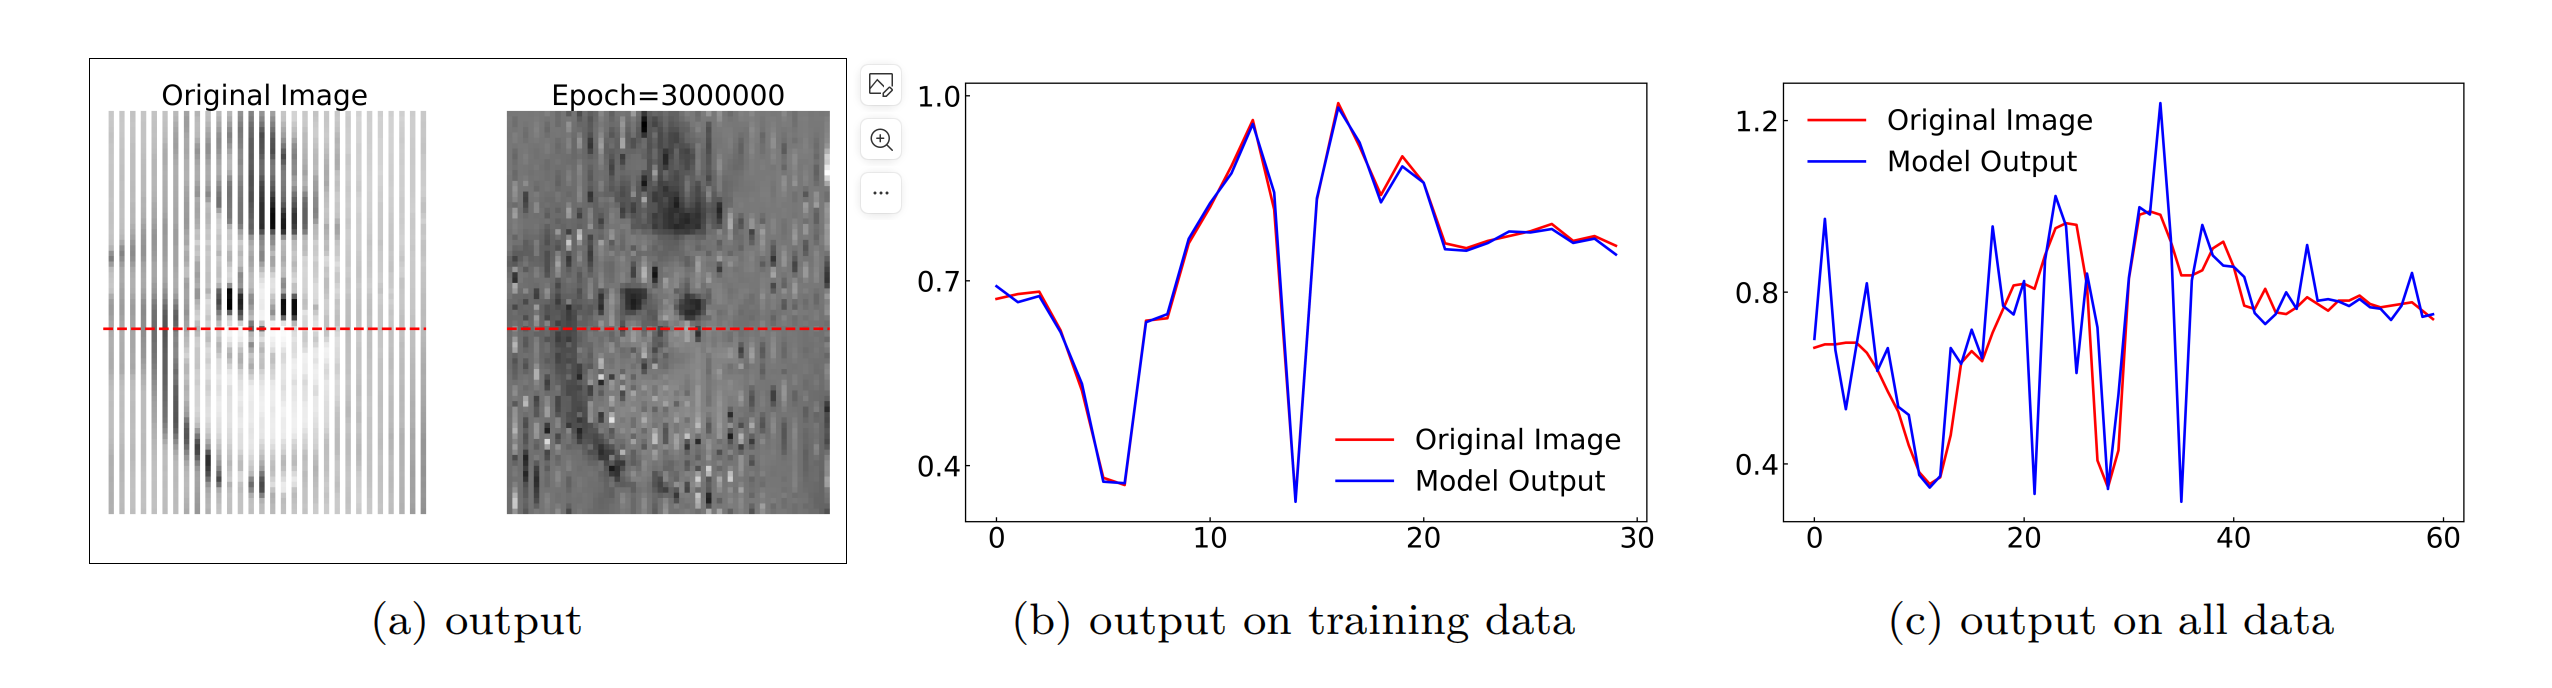 Original Image
Epoch=3000000
1.0
0.7
0.4
0
10
20
30
Original Image
Model Output
1.2
0.8
0.4
0
20
40
60
Original Image
Model Output
(a) output
(b) output on training data
(c) output on all data